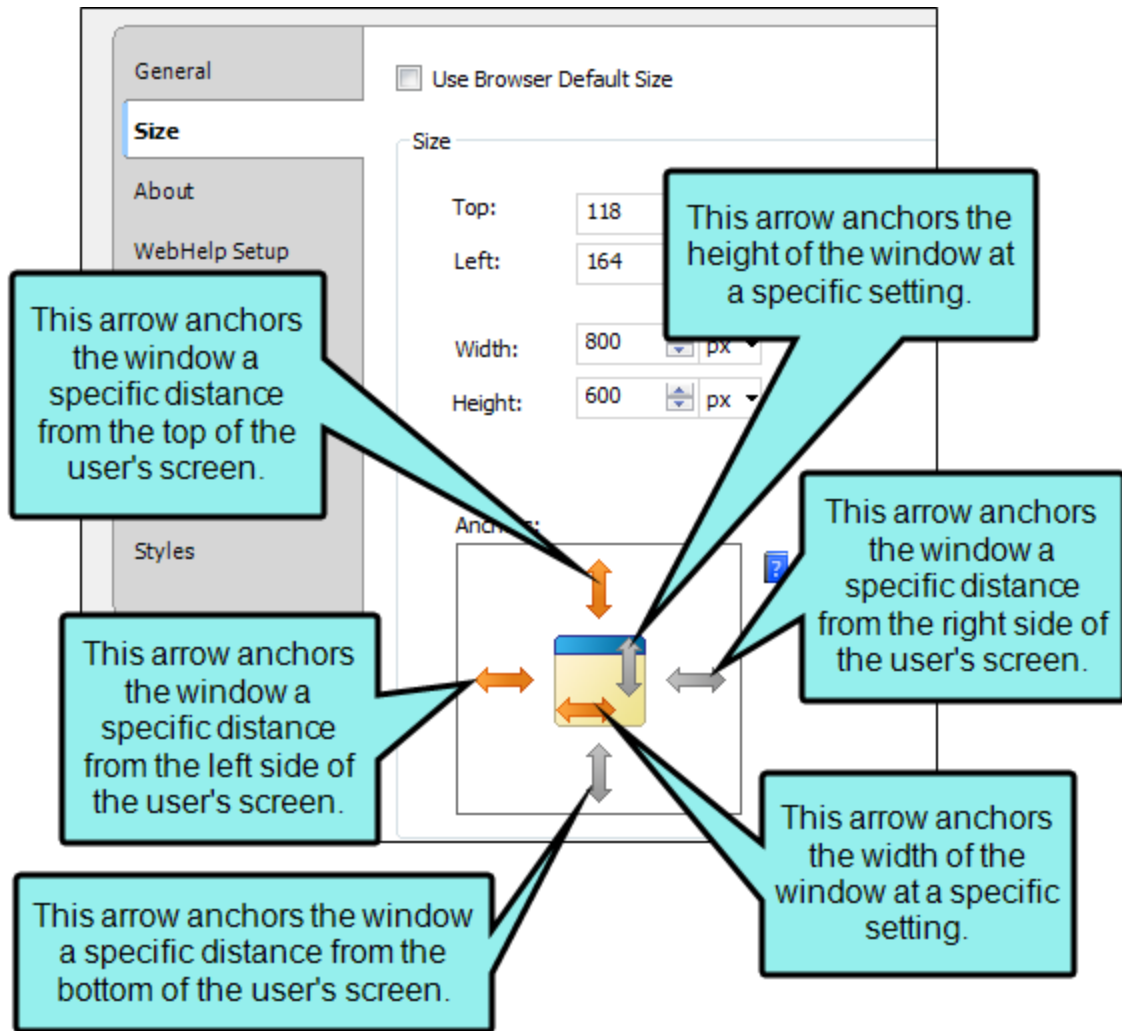 General
Use Browser Default Size
Size
Size
About
WebHelp Setup
Styles
Top:
118
Left:
164
Width:
800
px
Height:
600
px
?
This arrow anchors the
height of the window at
a specific setting.
This arrow anchors
the window a
specific distance
from the top of the
user's screen.
This arrow anchors
the window a
specific distance
from the right side of
the user's screen.
This arrow anchors
the window a
specific distance
from the left side of
the user's screen.
This arrow anchors
the width of the
window at a specific
setting.
This arrow anchors the window
a specific distance from the
bottom of the user's screen.